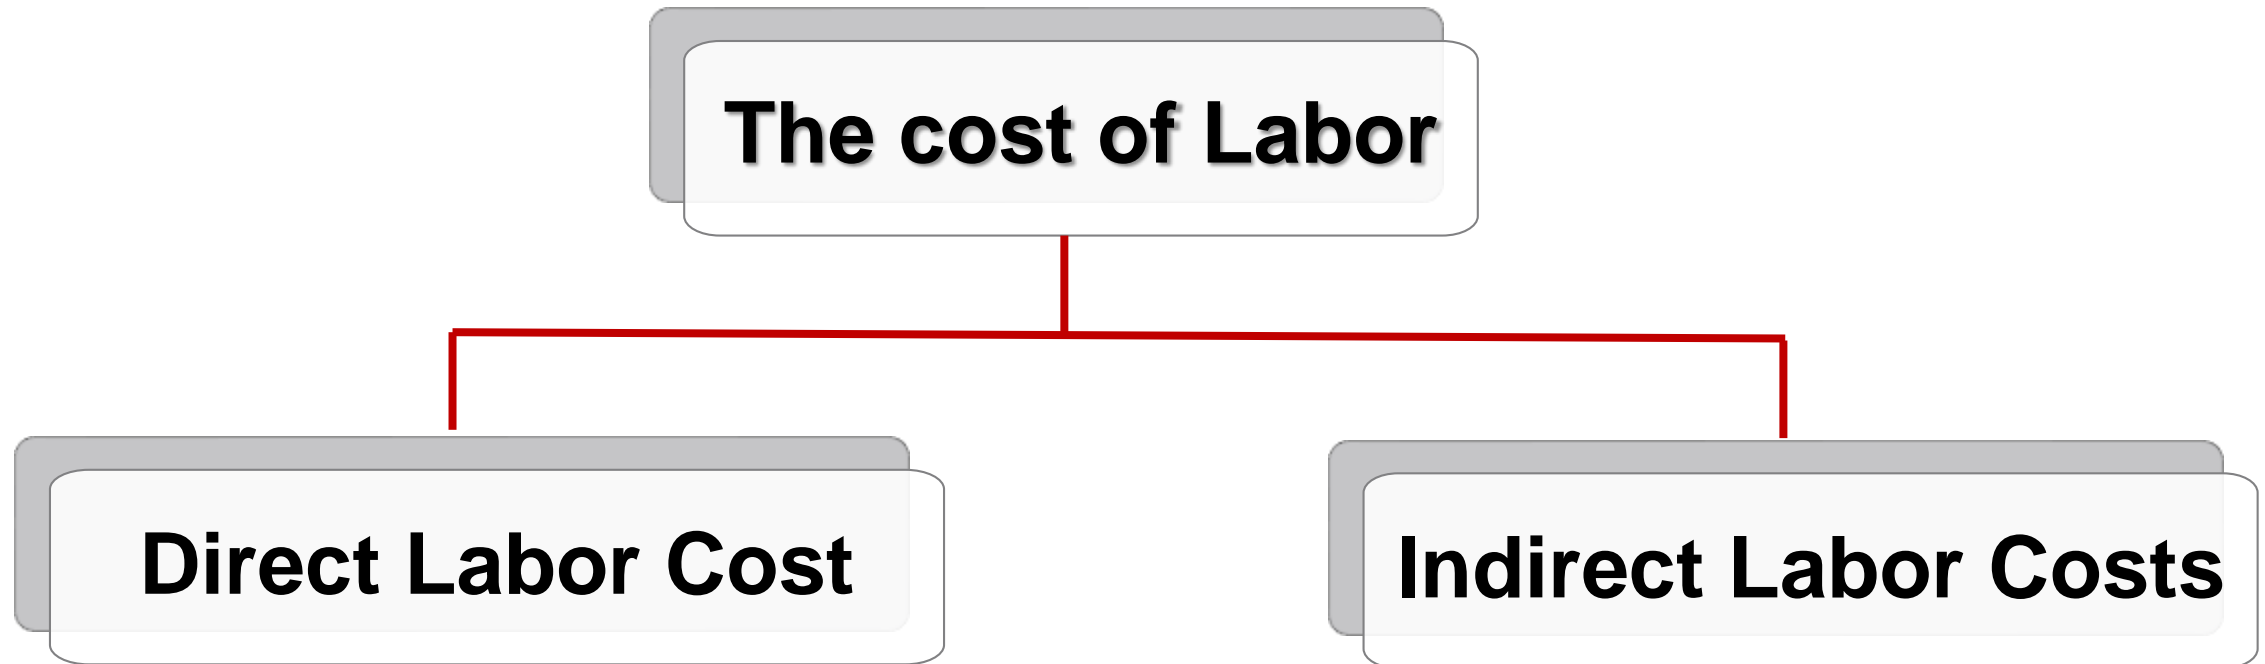 The cost of Labor
Direct Labor Cost
Indirect Labor Costs